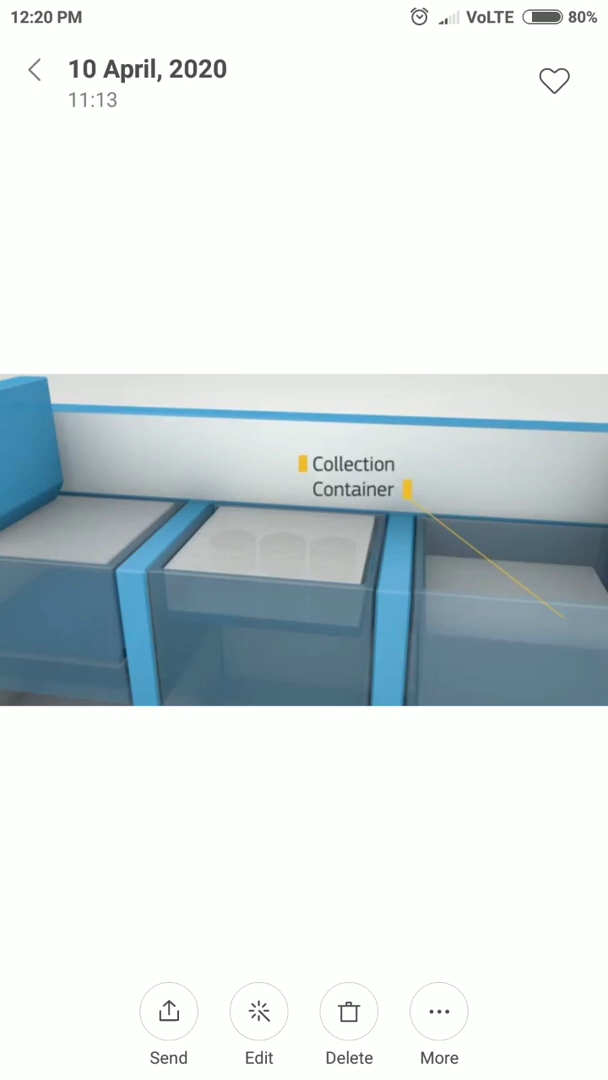 12:20 PM VoLTE 80%
10 April, 2020
11:13
Collection
Container
Send Edit Delete More